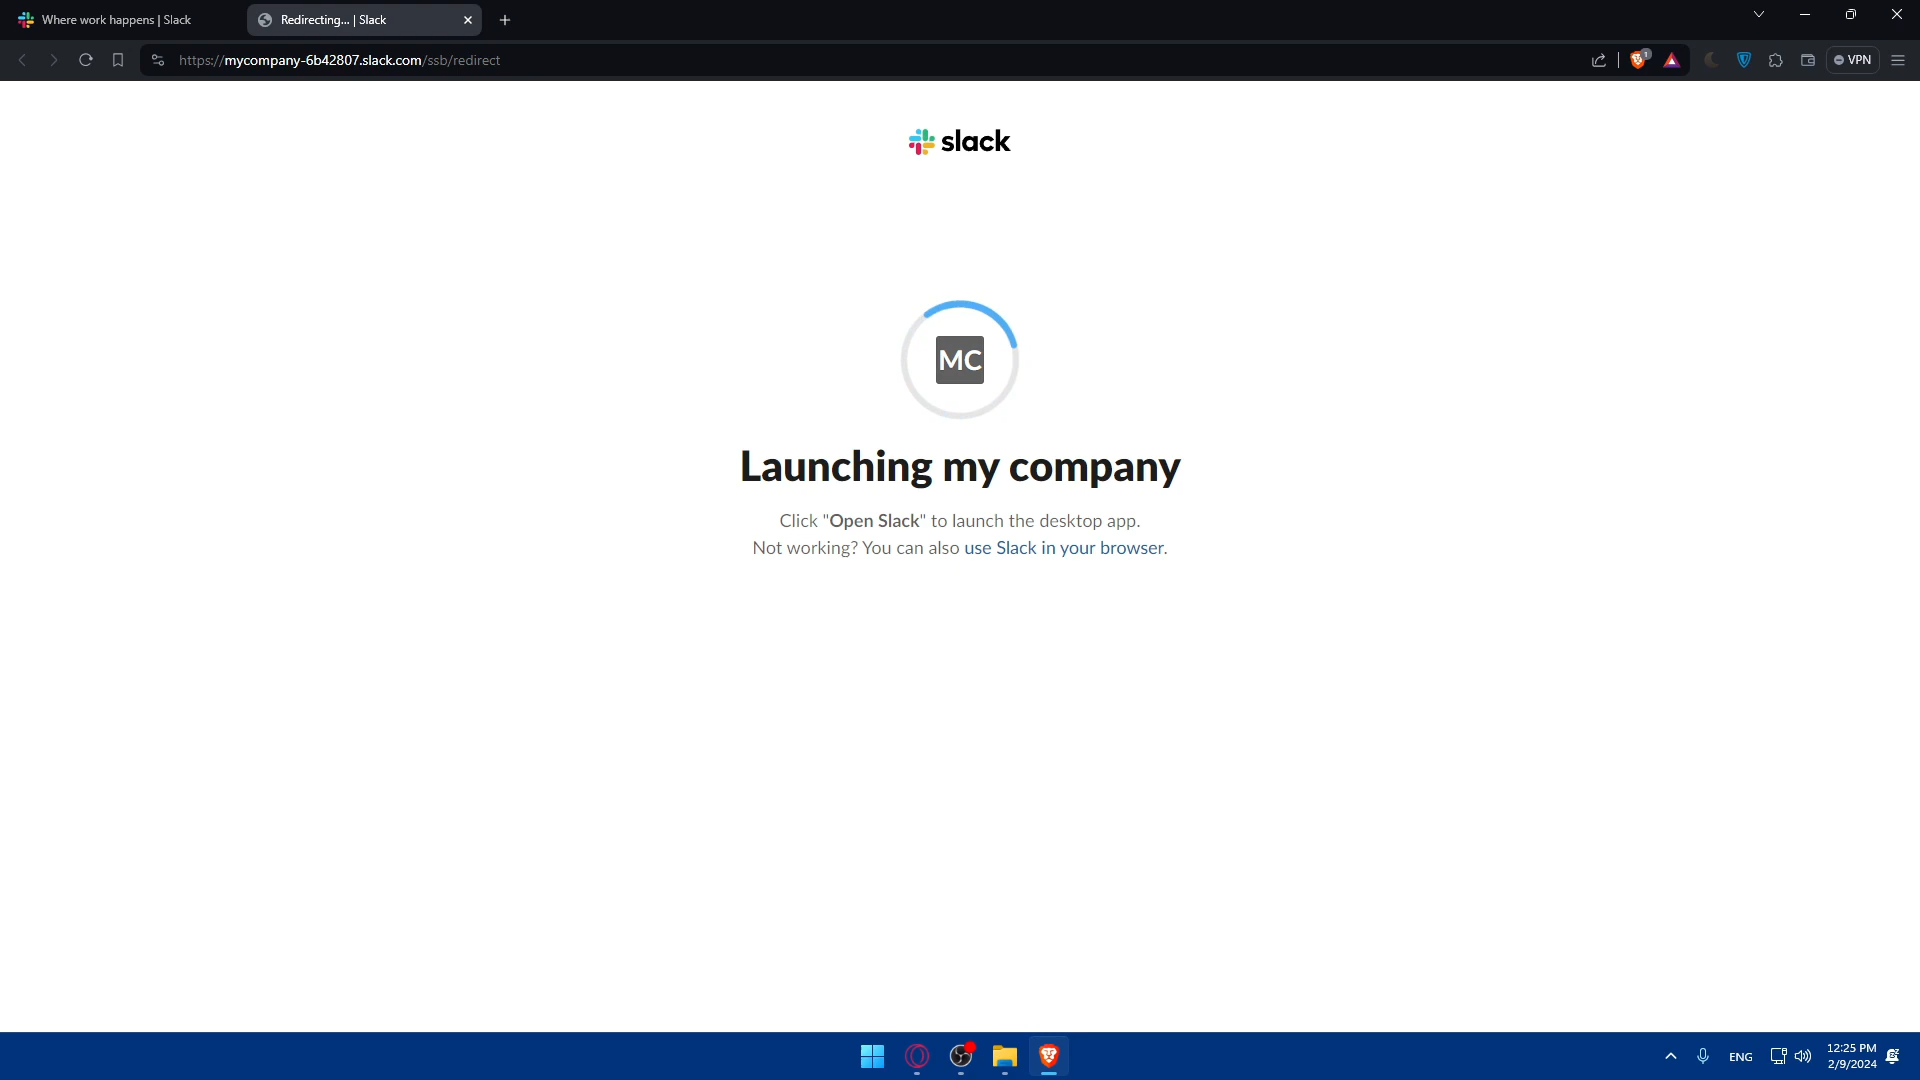 Where work happens | Slack
Redirecting... | Slack
https://mycompany-6b42807.slack.com/ssb/redirect
1
VPN
slack
MC
Launching my company
Click "Open Slack" to launch the desktop app.
Not working? You can also use Slack in your browser.
ENG
12:25 PM
2/9/2024